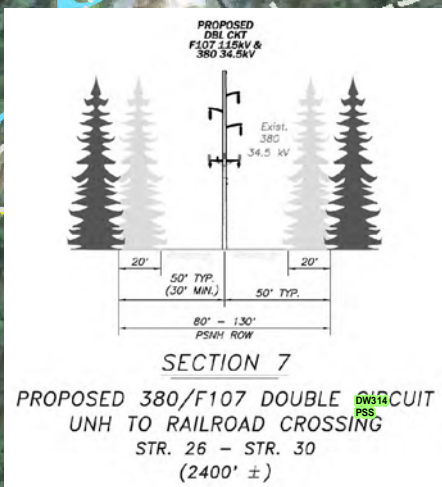 PROPOSED
DBL CKT
F107 115kV &
380 34.5kV
Exist.
380
34.5 kV
20'
20'
50' TYP.
(30' MIN.)
50' TYP.
80' - 130'
PSNH ROW
SECTION 7
PROPOSED 380/F107 DOUBLE CIRCUIT
DW314
PSS
UNH TO RAILROAD CROSSING
STR. 26 - STR. 30
(2400' ±)